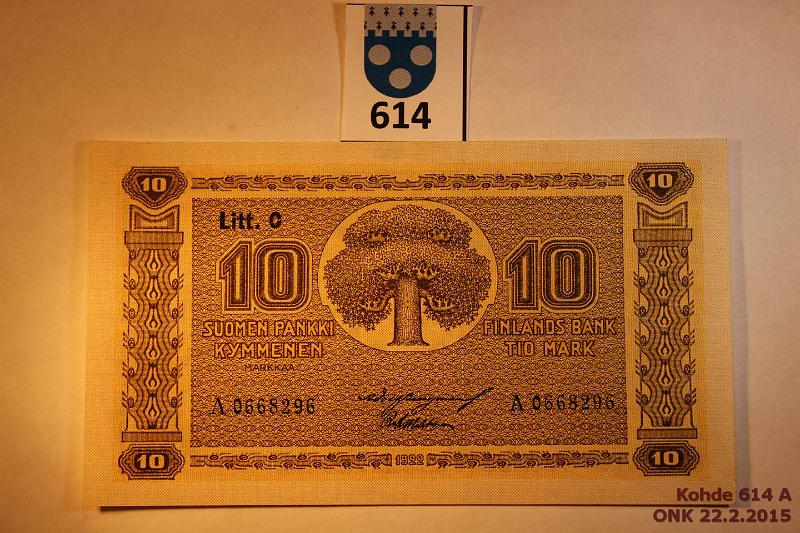 614
10 10
Litt. C
10 10
SUOMEN PANKKI FINLANDS BANK
KYMMENEN TIO MARK
MARKKAA
A 0668296 A 0668296
10 1922 10
Kohde 614 A
ONK 22.2.2015